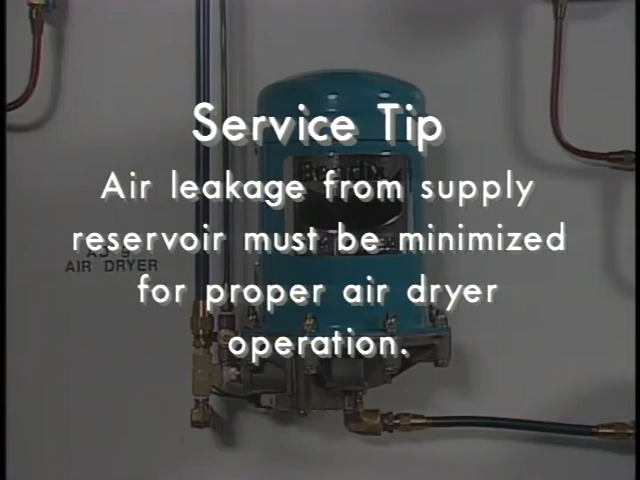 Service Tip
Air leakage from supply
reservoir must be minimized
for proper air dryer
operation.
Bendix
AD-9
AIR DRYER